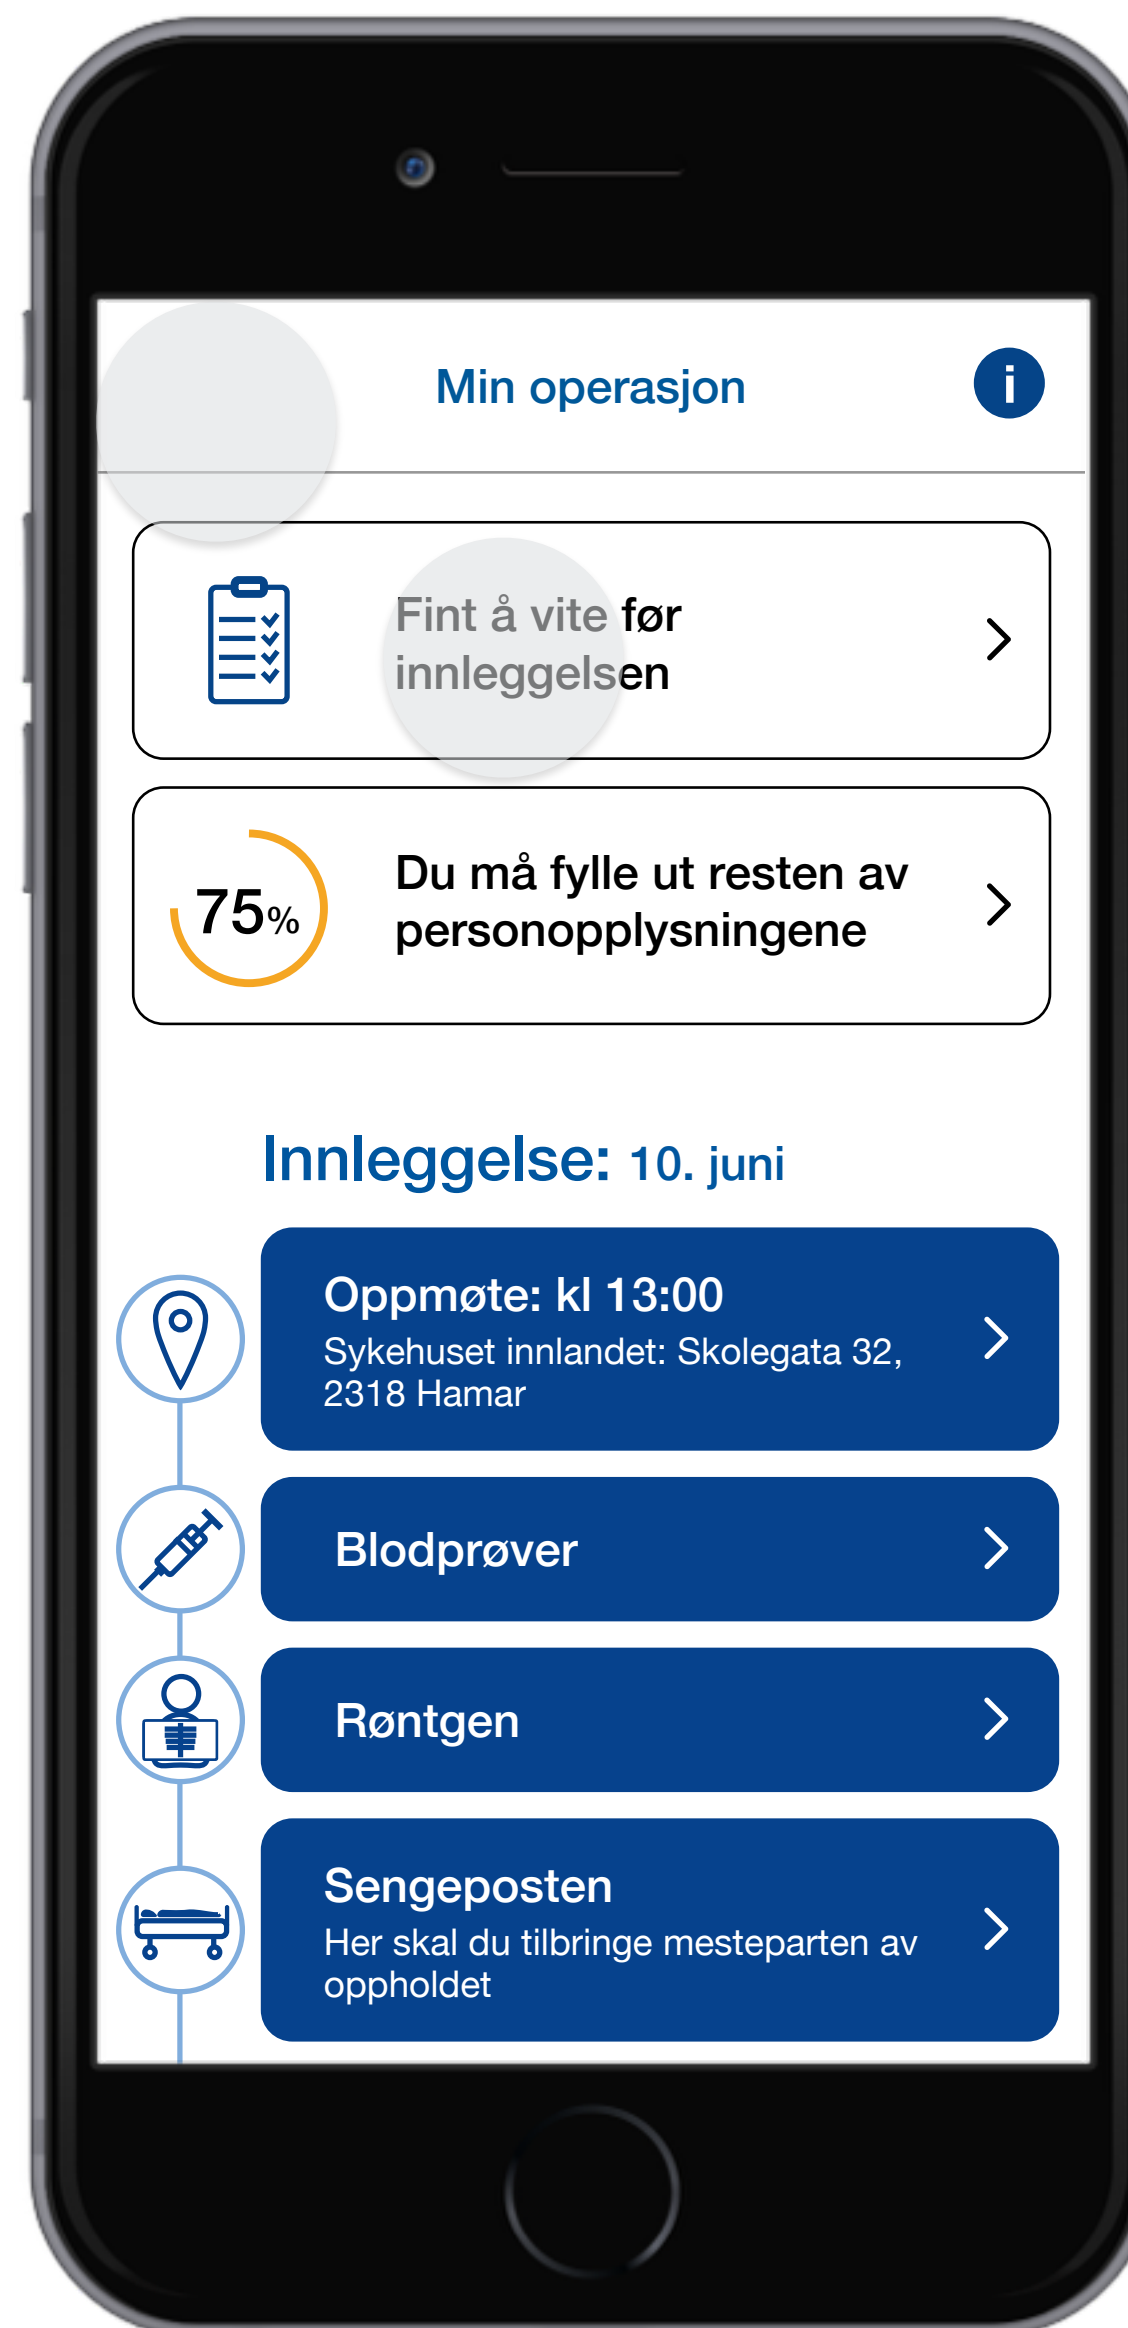 Min operasjon
i
Fint å vite før
innleggelsen
75%
Du må fylle ut resten av
personopplysningene
Innleggelse: 10. juni
Oppmøte: kl 13:00
Sykehuset innlandet: Skolegata 32,
2318 Hamar
Blodprøver
Røntgen
Sengeposten
Her skal du tilbringe mesteparten av
oppholdet